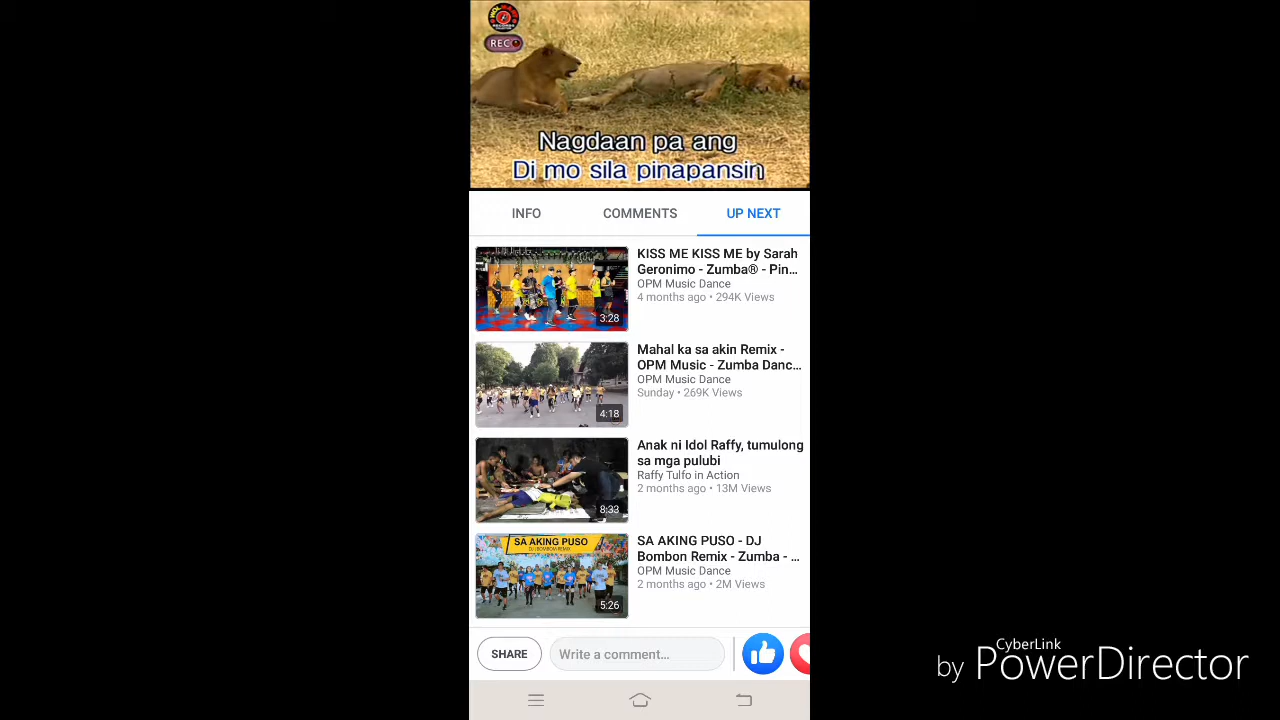 REC
Nagdaan pa ang
Di mo sila pinapansin
INFO
COMMENTS
UP NEXT
KISS ME KISS ME by Sarah
Geronimo - Zumba® - Pin...
OPM Music Dance
4 months ago • 294K Views
3:28
Mahal ka sa akin Remix -
OPM Music - Zumba Danc...
OPM Music Dance
Sunday • 269K Views
4:18
Anak ni Idol Raffy, tumulong
sa mga pulubi
Raffy Tulfo in Action
2 months ago • 13M Views
8:33
SA AKING PUSO
SA AKING PUSO - DJ
Bombon Remix - Zumba - ...
OPM Music Dance
2 months ago • 2M Views
5:26
SHARE
Write a comment...
CyberLink
by PowerDirector